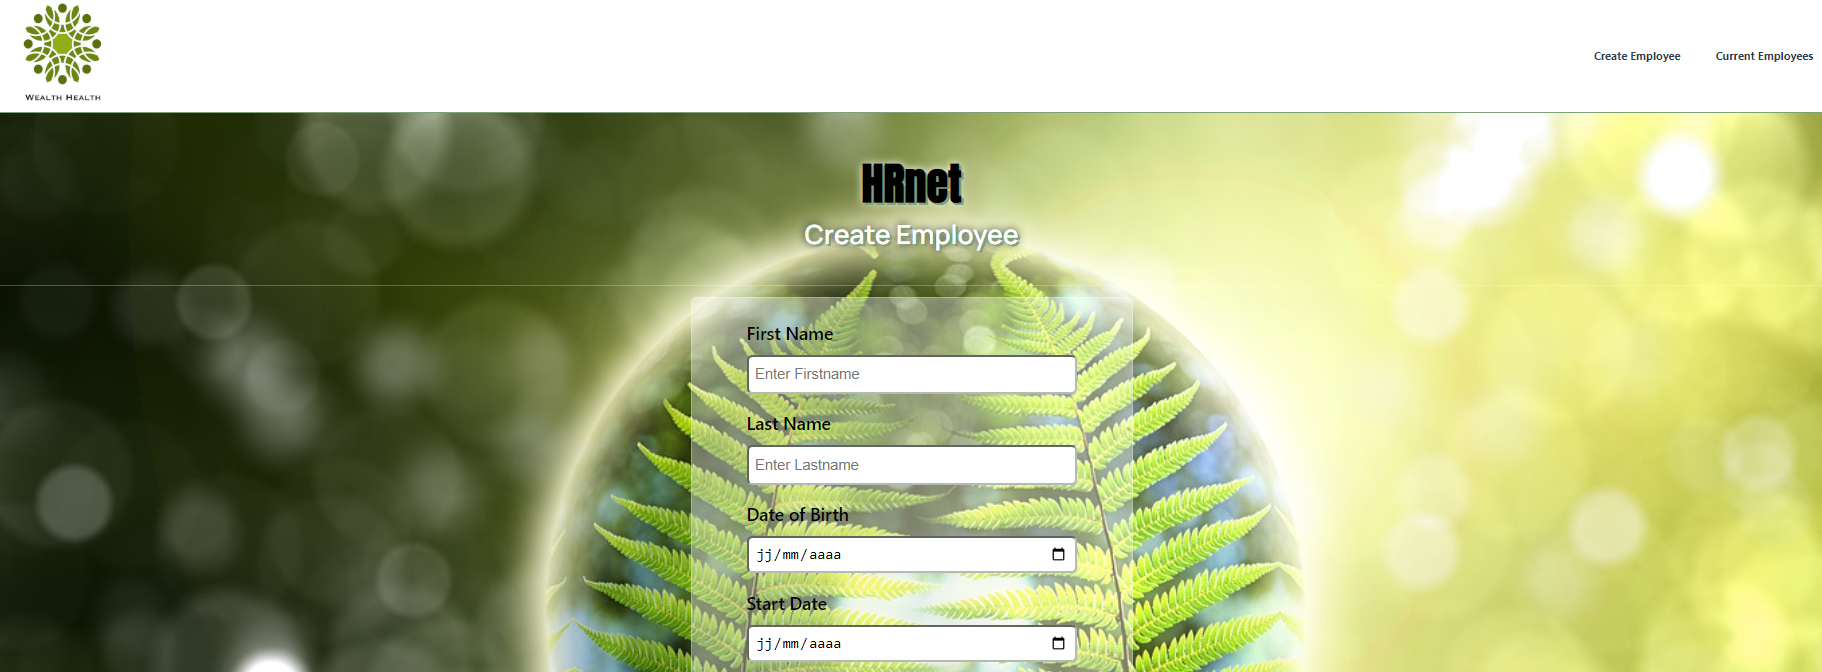 WEALTH HEALTH
Create Employee
Current Employees
HRnet
Create Employee
First Name
Enter Firstname
Last Name
Enter Lastname
Date of Birth
jj/mm/aaaa
Start Date
jj/mm/aaaa